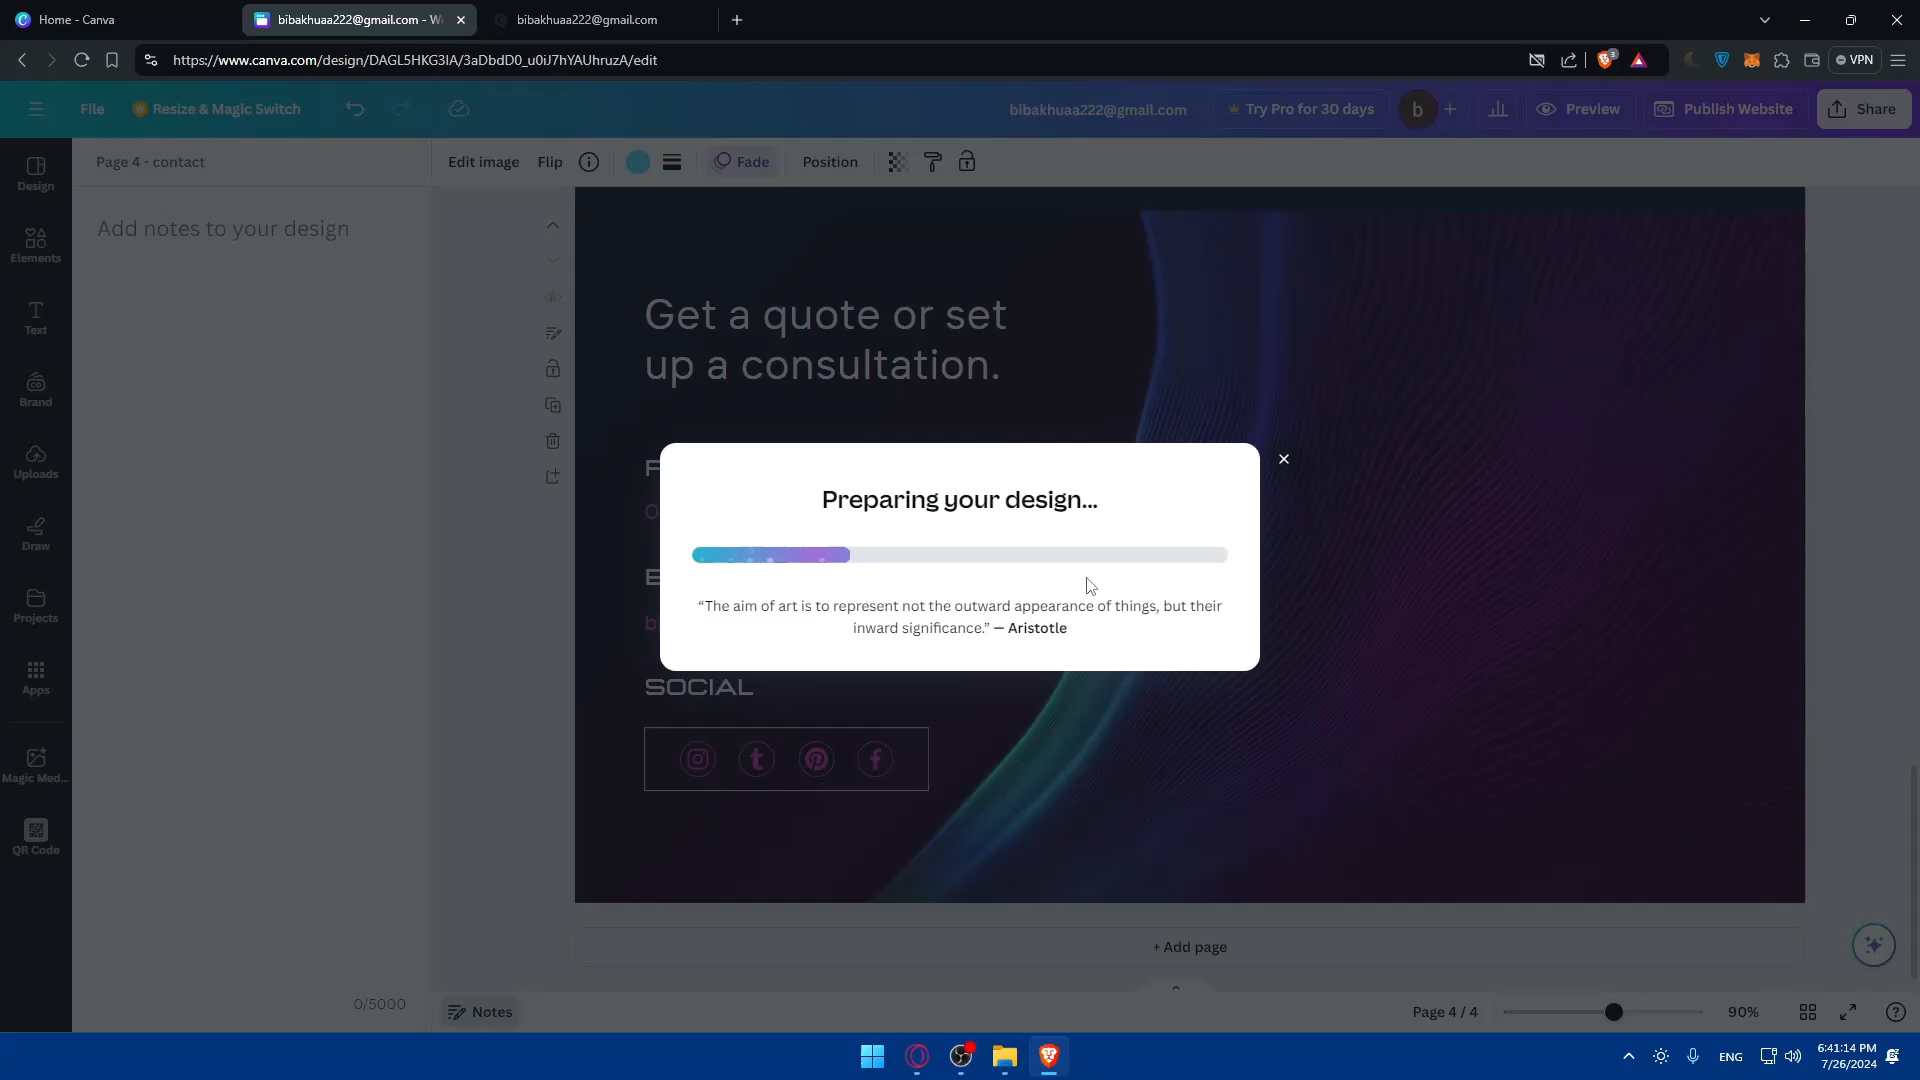 Home - Canva
bibakhuaa222@gmail.com - W
bibakhuaa222@gmail.com
https://www.canva.com/design/DAGL5HKG3IA/3aDbdD0_u0iJ7hYAUhruzA/edit
3
VPN
File
Resize & Magic Switch
bibakhuaa222@gmail.com
Try Pro for 30 days
b
Preview
Publish Website
Share
Page 4 - contact
Edit image
Flip
Fade
Position
Design
Elements
Text
Brand
Uploads
Draw
Projects
Apps
Magic Med...
QR Code
Add notes to your design
Get a quote or set
up a consultation.
Preparing your design...
“The aim of art is to represent not the outward appearance of things, but their
inward significance.” — Aristotle
SOCIAL
+ Add page
0/5000
Notes
Page 4 / 4
90%
ENG
6:41:14 PM
7/26/2024